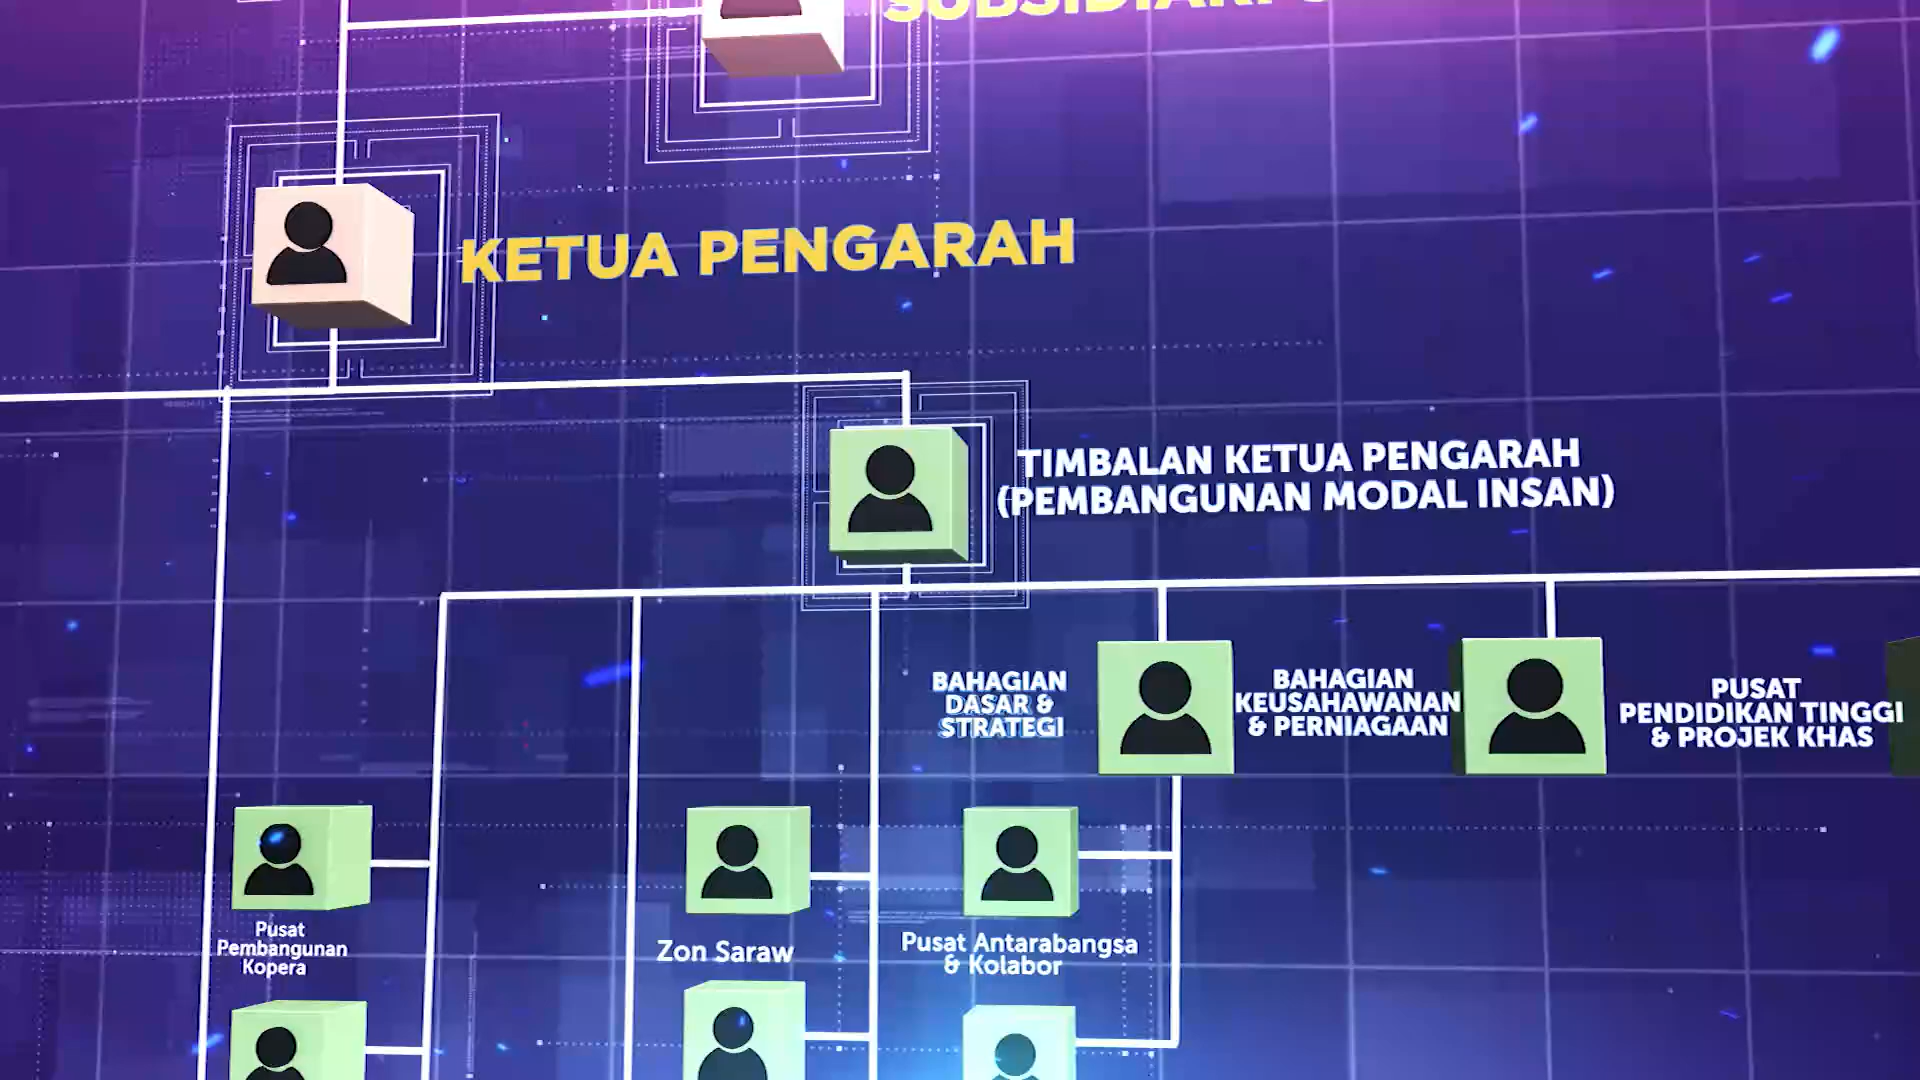 KETUA PENGARAH
TIMBALAN KETUA PENGARAH
(PEMBANGUNAN MODAL INSAN)
BAHAGIAN
DASAR &
STRATEGI
BAHAGIAN
KEUSAHAWANAN
& PERNIAGAAN
PUSAT
PENDIDIKAN TINGGI
& PROJEK KHAS
Pusat
Pembangunan
Kopera
Zon Saraw
Pusat Antarabangsa
& Kolabor